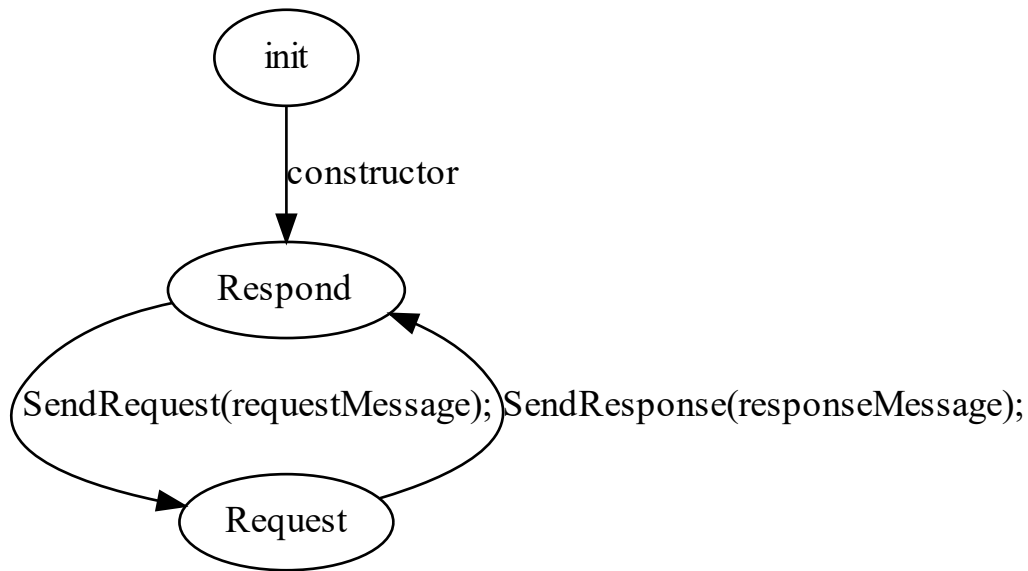 init
constructor
Respond
SendRequest(requestMessage);
SendResponse(responseMessage);
Request